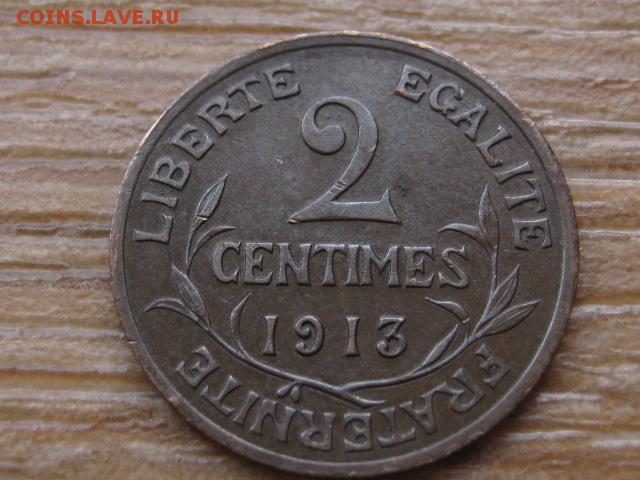 COINS.LAVE.RU
LIBERTE EGALITE
2
CENTIMES
1913
FRATERNITE